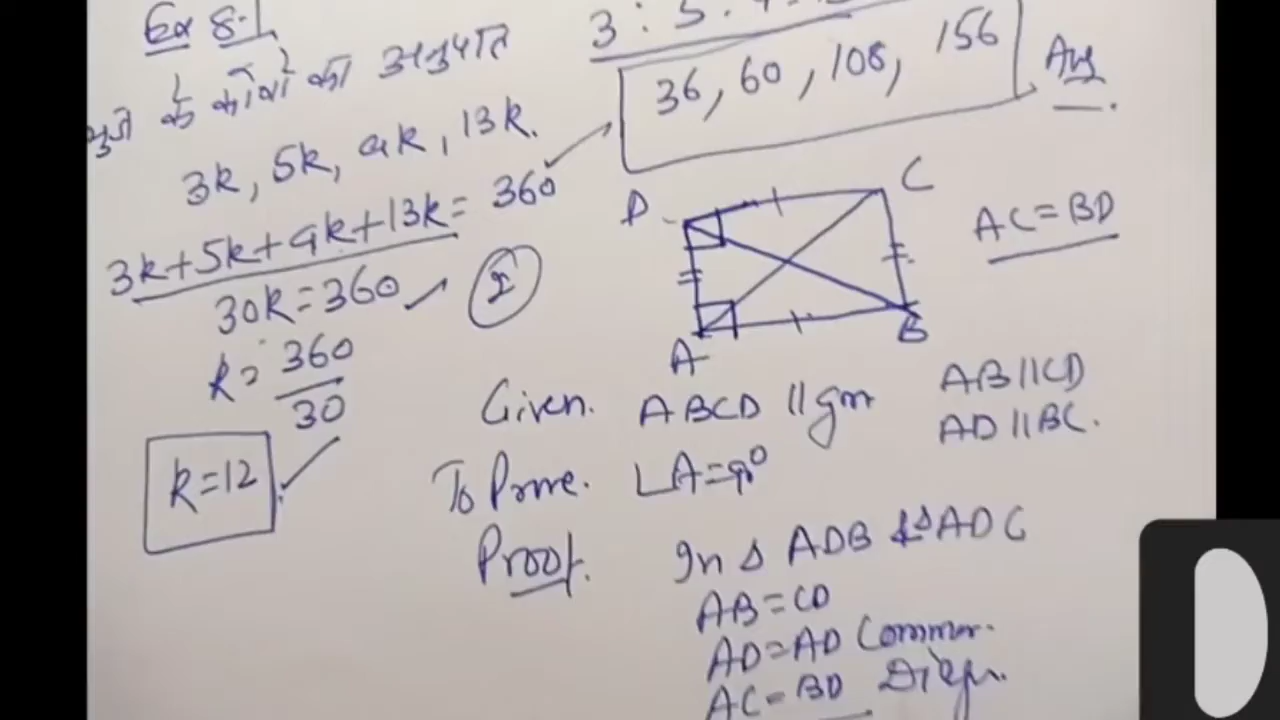 Ex 8.1
के कोणों का अनुपात
3 : 5 :
3k, 5k, 9k, 13k.
3k+5k+9k+13k = 360
30k = 360
k = 360/30
k = 12
36, 60, 108, 156 Ans
2
D C
A B
AC = BD
Given. ABCD ||gm AB || CD
AD || BC.
To Prove. ∠A = 90°
Proof. In Δ ADB & Δ ADC
AB = CD
AD = AD Common.
AC = BD